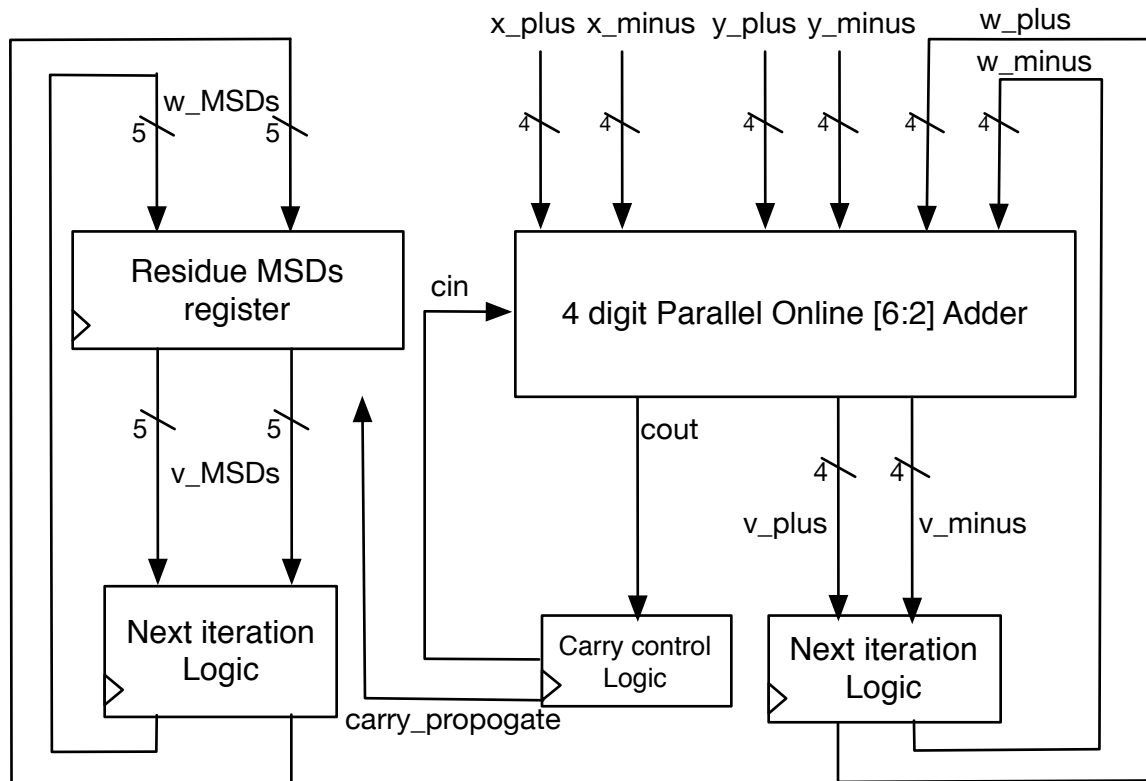 x_plus x_minus y_plus y_minus w_plus
w_minus
w_MSDs
5 5 4 4 4 4 4 4
Residue MSDs
register
cin
4 digit Parallel Online [6:2] Adder
cout
5 5
v_MSDs
4 4
v_plus v_minus
Next iteration
Logic
Carry control
Logic
Next iteration
Logic
carry_propogate